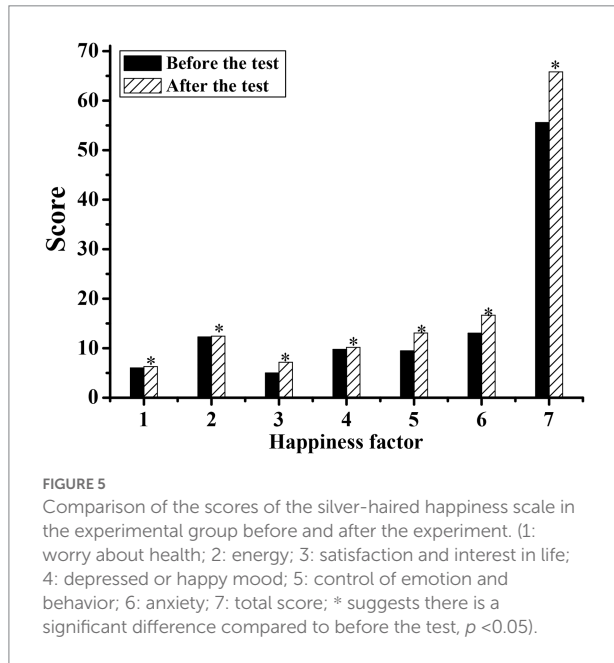 70
60
50
40
30
20
10
0
Score
Before the test
After the test
* * * * * * *
1 2 3 4 5 6 7
Happiness factor
FIGURE 5
Comparison of the scores of the silver-haired happiness scale in
the experimental group before and after the experiment. (1:
worry about health; 2: energy; 3: satisfaction and interest in life;
4: depressed or happy mood; 5: control of emotion and
behavior; 6: anxiety; 7: total score; * suggests there is a
significant difference compared to before the test, p <0.05).